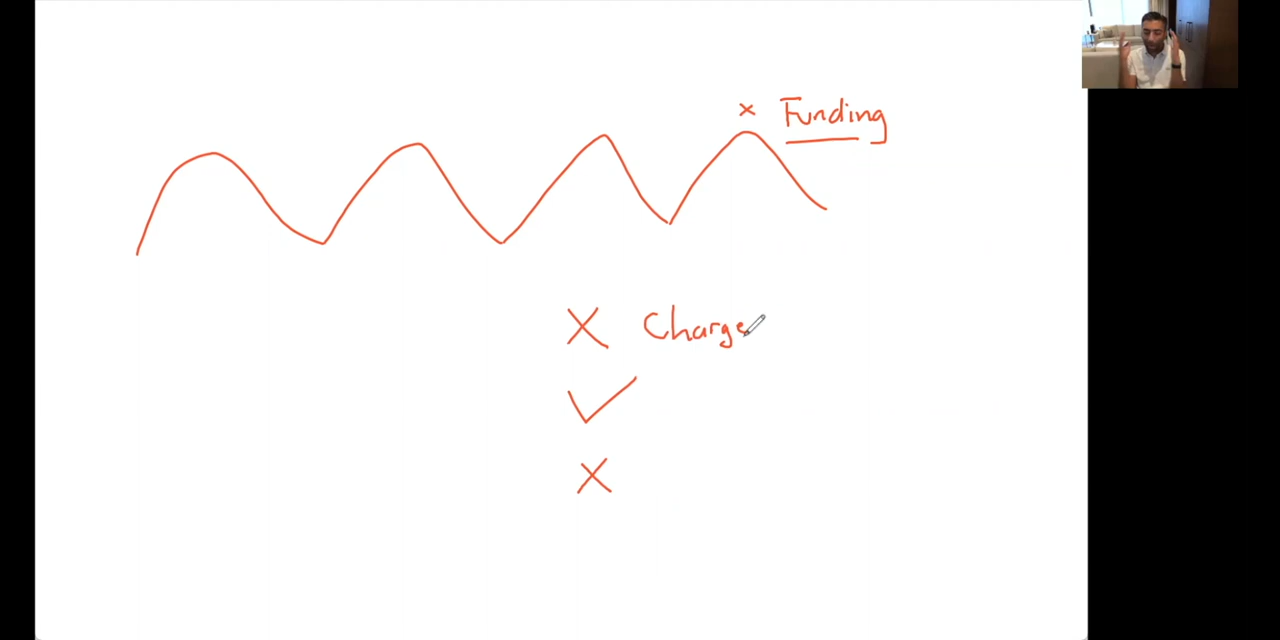 x Funding
X Charge
✓
X